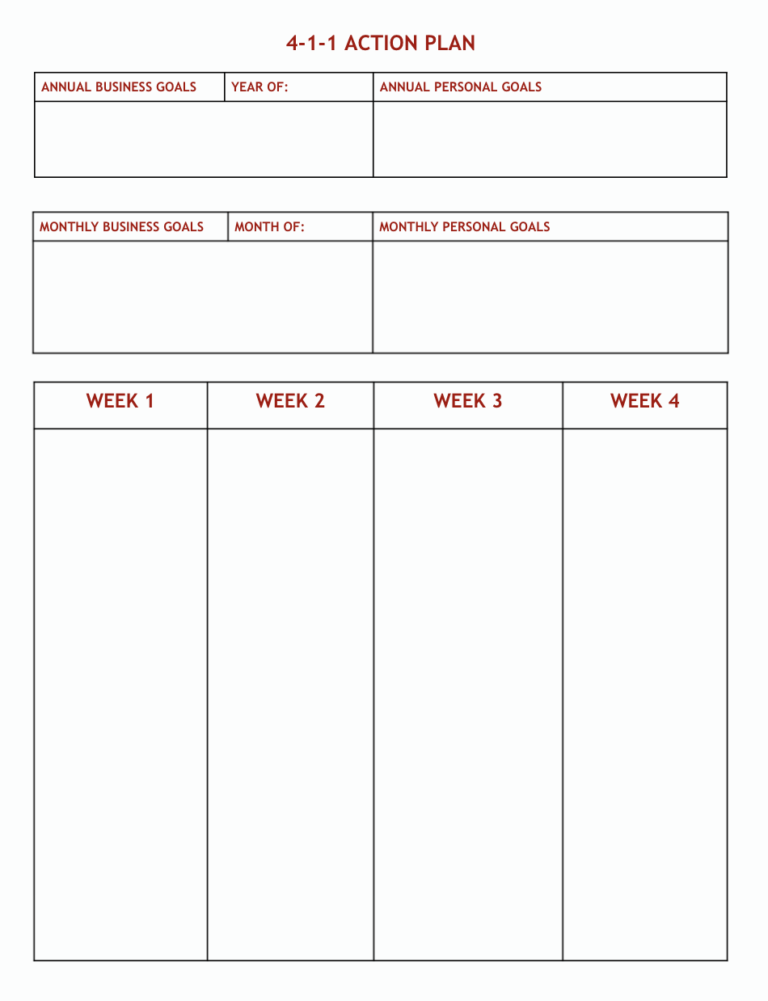 4-1-1 ACTION PLAN
ANNUAL BUSINESS GOALS YEAR OF: ANNUAL PERSONAL GOALS
MONTHLY BUSINESS GOALS MONTH OF: MONTHLY PERSONAL GOALS
WEEK 1 WEEK 2 WEEK 3 WEEK 4